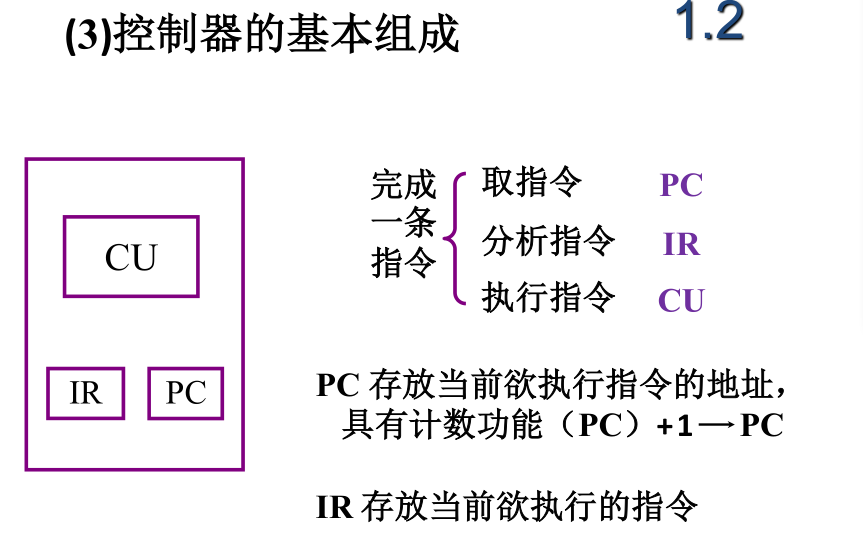 (3)控制器的基本组成
1.2
CU
IR
PC
完成
一条
指令
取指令 PC
分析指令 IR
执行指令 CU
PC 存放当前欲执行指令的地址，
具有计数功能（PC）+1→PC
IR 存放当前欲执行的指令